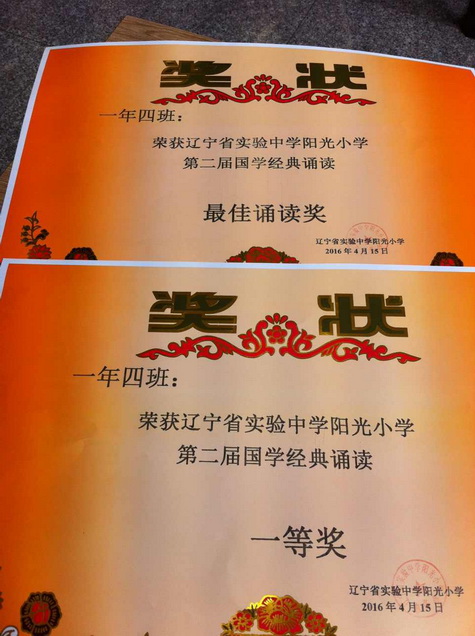 奖 状
一年四班：
荣获辽宁省实验中学阳光小学
第二届国学经典诵读
最佳诵读奖
辽宁省实验中学阳光小学
2016年4月15日
奖 状
一年四班：
荣获辽宁省实验中学阳光小学
第二届国学经典诵读
一等奖
辽宁省实验中学阳光小学
2016年4月15日